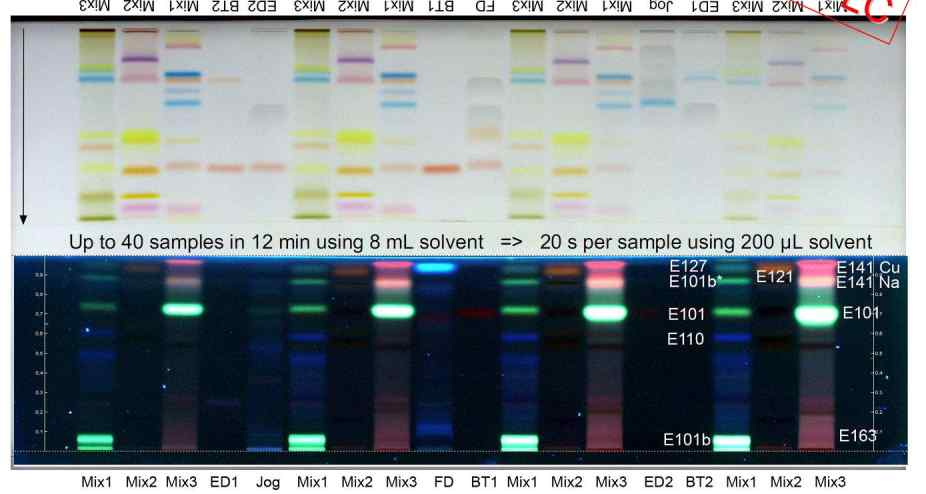 Mix3 Mix2 Mix1 BT2 ED2 Mix3 Mix2 Mix1 BT1 FD Mix3 Mix2 Mix1 Jog ED1 Mix3 Mix2 Mix1
Up to 40 samples in 12 min using 8 mL solvent => 20 s per sample using 200 µL solvent
E127 E121 E141 Cu
E101b* E141 Na
E101 E101
E110
E101b E163
Mix1 Mix2 Mix3 ED1 Jog Mix1 Mix2 Mix3 FD BT1 Mix1 Mix2 Mix3 ED2 BT2 Mix1 Mix2 Mix3